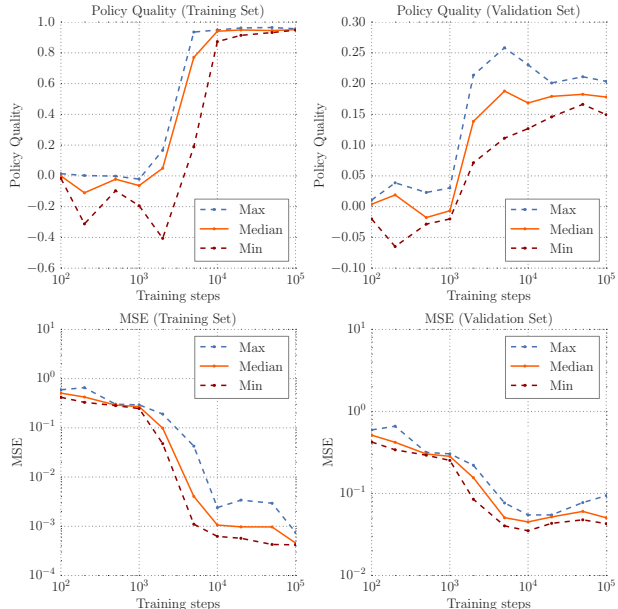 Policy Quality (Training Set)
Policy Quality
1.0
0.8
0.6
0.4
0.2
0.0
−0.2
−0.4
−0.6
Max
Median
Min
10² 10³ 10⁴ 10⁵
Training steps
Policy Quality (Validation Set)
Policy Quality
0.30
0.25
0.20
0.15
0.10
0.05
0.00
−0.05
−0.10
Max
Median
Min
10² 10³ 10⁴ 10⁵
Training steps
MSE (Training Set)
MSE
10¹
10⁰
10⁻¹
10⁻²
10⁻³
10⁻⁴
Max
Median
Min
10² 10³ 10⁴ 10⁵
Training steps
MSE (Validation Set)
MSE
10¹
10⁰
10⁻¹
10⁻²
Max
Median
Min
10² 10³ 10⁴ 10⁵
Training steps